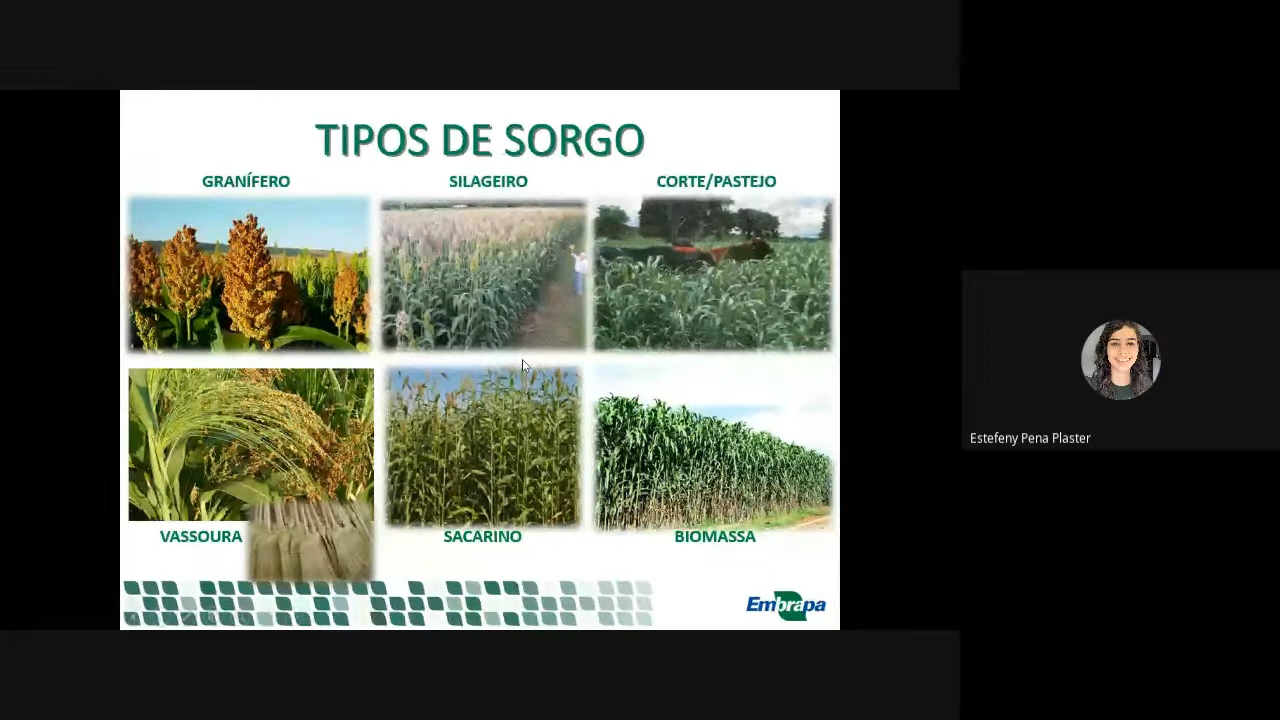 TIPOS DE SORGO
GRANÍFERO
SILAGEIRO
CORTE/PASTEJO
VASSOURA
SACARINO
BIOMASSA
Embrapa
Estefeny Pena Plaster